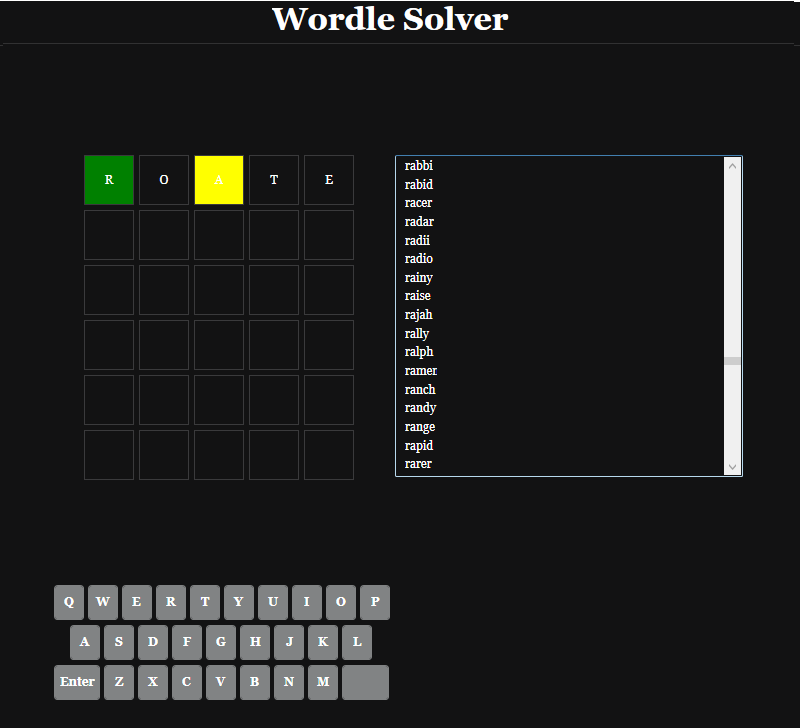 Wordle Solver
R O A T E
rabbi
rabid
racer
radar
radii
radio
rainy
raise
rajah
rally
ralph
ramen
ranch
randy
range
rapid
rarer
Q W E R T Y U I O P
A S D F G H J K L
Enter Z X C V B N M